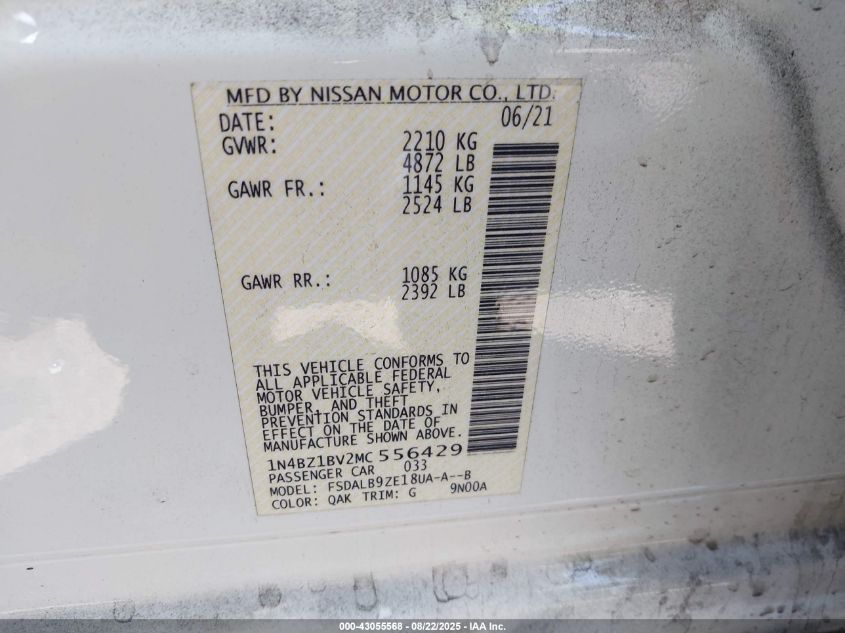 MFD BY NISSAN MOTOR CO., LTD.
DATE: 06/21
GVWR: 2210 KG
4872 LB
GAWR FR.: 1145 KG
2524 LB
GAWR RR.: 1085 KG
2392 LB
THIS VEHICLE CONFORMS TO
ALL APPLICABLE FEDERAL
MOTOR VEHICLE SAFETY,
BUMPER, AND THEFT
PREVENTION STANDARDS IN
EFFECT ON THE DATE OF
MANUFACTURE SHOWN ABOVE.
1N4BZ1BV2MC 556429
PASSENGER CAR 033
MODEL: FSDALB9ZE18UA-A--B
COLOR: QAK TRIM: G 9N00A
000-43055568 - 08/22/2025 - IAA Inc.